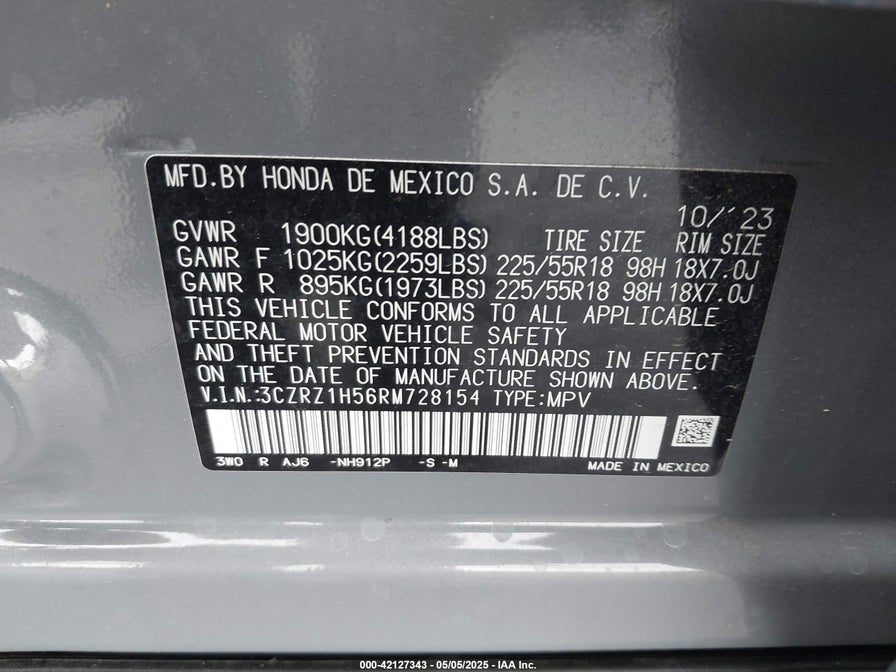 MFD.BY HONDA DE MEXICO S.A. DE C.V.
10/'23
GVWR 1900KG(4188LBS) TIRE SIZE RIM SIZE
GAWR F 1025KG(2259LBS) 225/55R18 98H 18X7.0J
GAWR R 895KG(1973LBS) 225/55R18 98H 18X7.0J
THIS VEHICLE CONFORMS TO ALL APPLICABLE
FEDERAL MOTOR VEHICLE SAFETY
AND THEFT PREVENTION STANDARDS IN EFFECT
ON THE DATE OF MANUFACTURE SHOWN ABOVE.
V.I.N.:3CZRZ1H56RM728154 TYPE:MPV
3W0 R AJ6 -NH912P -S -M MADE IN MEXICO
000-42127343 - 05/05/2025 - IAA Inc.